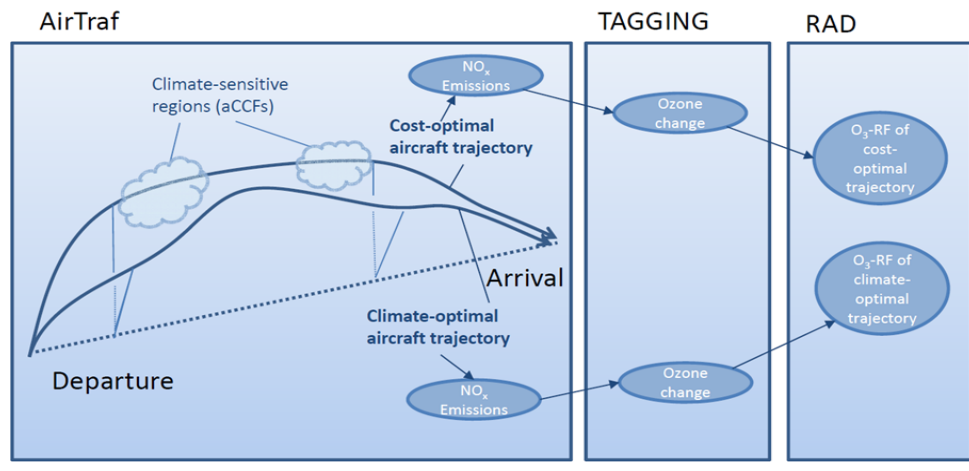 AirTraf
TAGGING
RAD
Climate-sensitive
regions (aCCFs)
NOx
Emissions
Cost-optimal
aircraft trajectory
Ozone
change
O3-RF of
cost-
optimal
trajectory
Arrival
O3-RF of
climate-
optimal
trajectory
Climate-optimal
aircraft trajectory
Departure
NOx
Emissions
Ozone
change